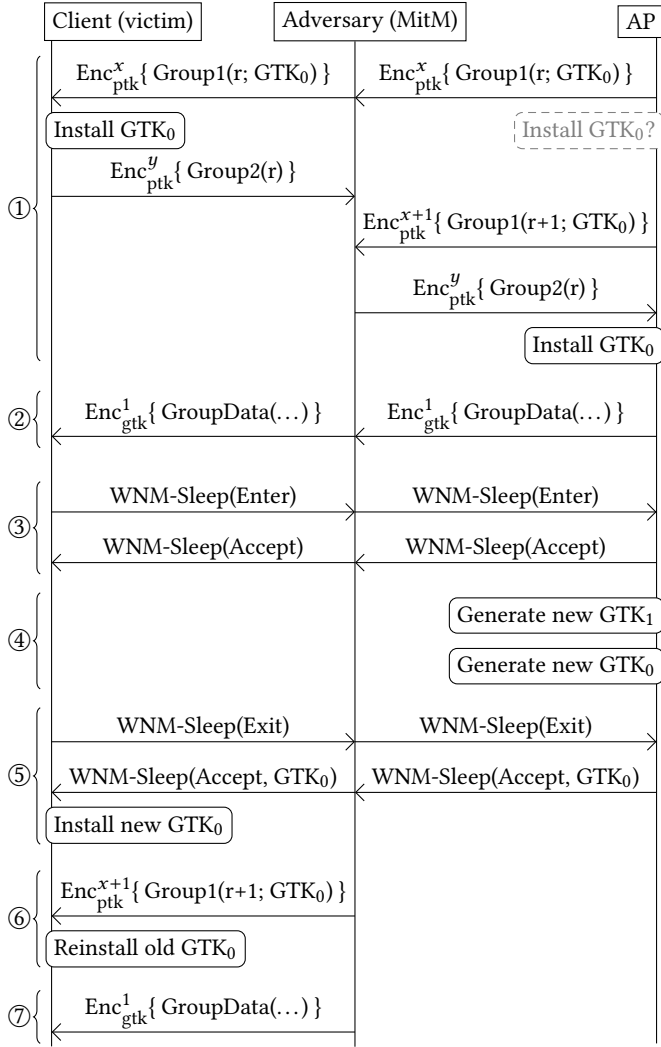 Client (victim) Adversary (MitM) AP
Enc^x_ptk{ Group1(r; GTK₀) } Enc^x_ptk{ Group1(r; GTK₀) }
Install GTK₀ Install GTK₀?
Enc^y_ptk{ Group2(r) }
①
Enc^{x+1}_ptk{ Group1(r+1; GTK₀) }
Enc^y_ptk{ Group2(r) }
Install GTK₀
② Enc^1_gtk{ GroupData(…) } Enc^1_gtk{ GroupData(…) }
WNM-Sleep(Enter) WNM-Sleep(Enter)
③
WNM-Sleep(Accept) WNM-Sleep(Accept)
Generate new GTK₁
④
Generate new GTK₀
WNM-Sleep(Exit) WNM-Sleep(Exit)
⑤ WNM-Sleep(Accept, GTK₀) WNM-Sleep(Accept, GTK₀)
Install new GTK₀
Enc^{x+1}_ptk{ Group1(r+1; GTK₀) }
⑥
Reinstall old GTK₀
⑦ Enc^1_gtk{ GroupData(…) }